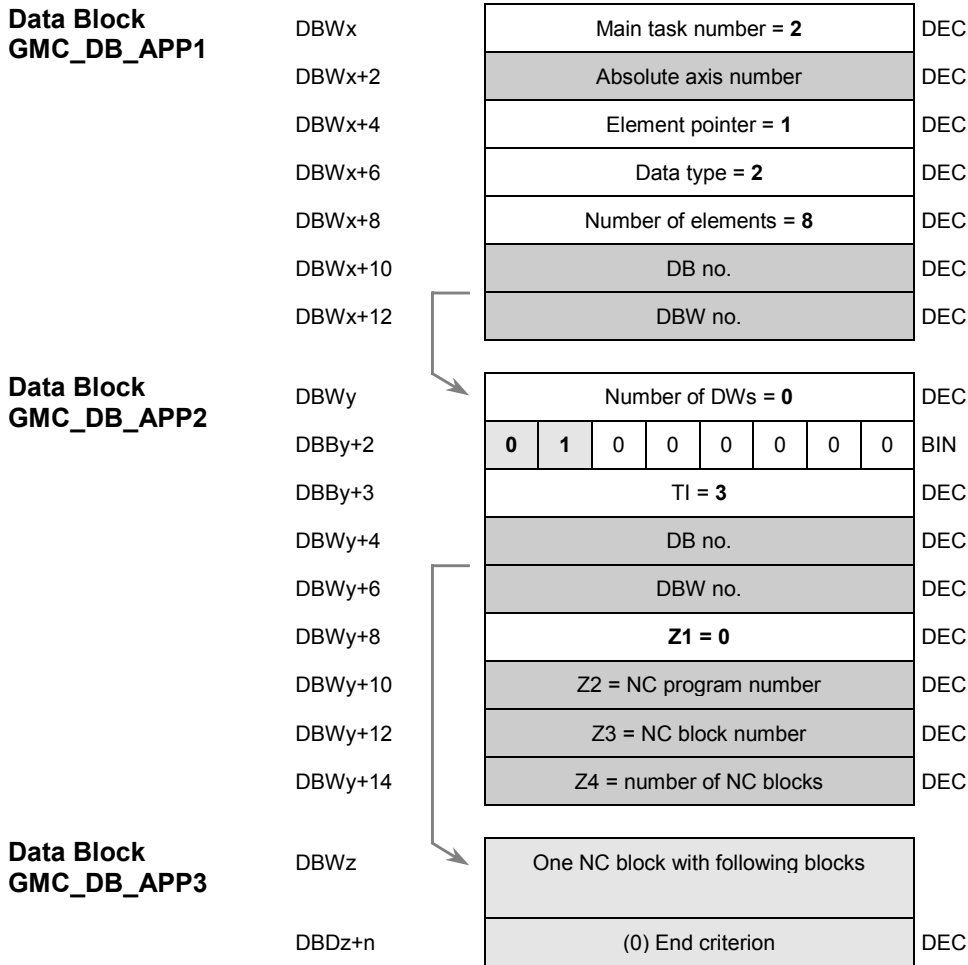 Data Block
GMC_DB_APP1
DBWx Main task number = 2 DEC
DBWx+2 Absolute axis number DEC
DBWx+4 Element pointer = 1 DEC
DBWx+6 Data type = 2 DEC
DBWx+8 Number of elements = 8 DEC
DBWx+10 DB no. DEC
DBWx+12 DBW no. DEC
Data Block
GMC_DB_APP2
DBWy Number of DWs = 0 DEC
DBBy+2 0 1 0 0 0 0 0 0 BIN
DBBy+3 TI = 3 DEC
DBWy+4 DB no. DEC
DBWy+6 DBW no. DEC
DBWy+8 Z1 = 0 DEC
DBWy+10 Z2 = NC program number DEC
DBWy+12 Z3 = NC block number DEC
DBWy+14 Z4 = number of NC blocks DEC
Data Block
GMC_DB_APP3
DBWz One NC block with following blocks
DBDz+n (0) End criterion DEC